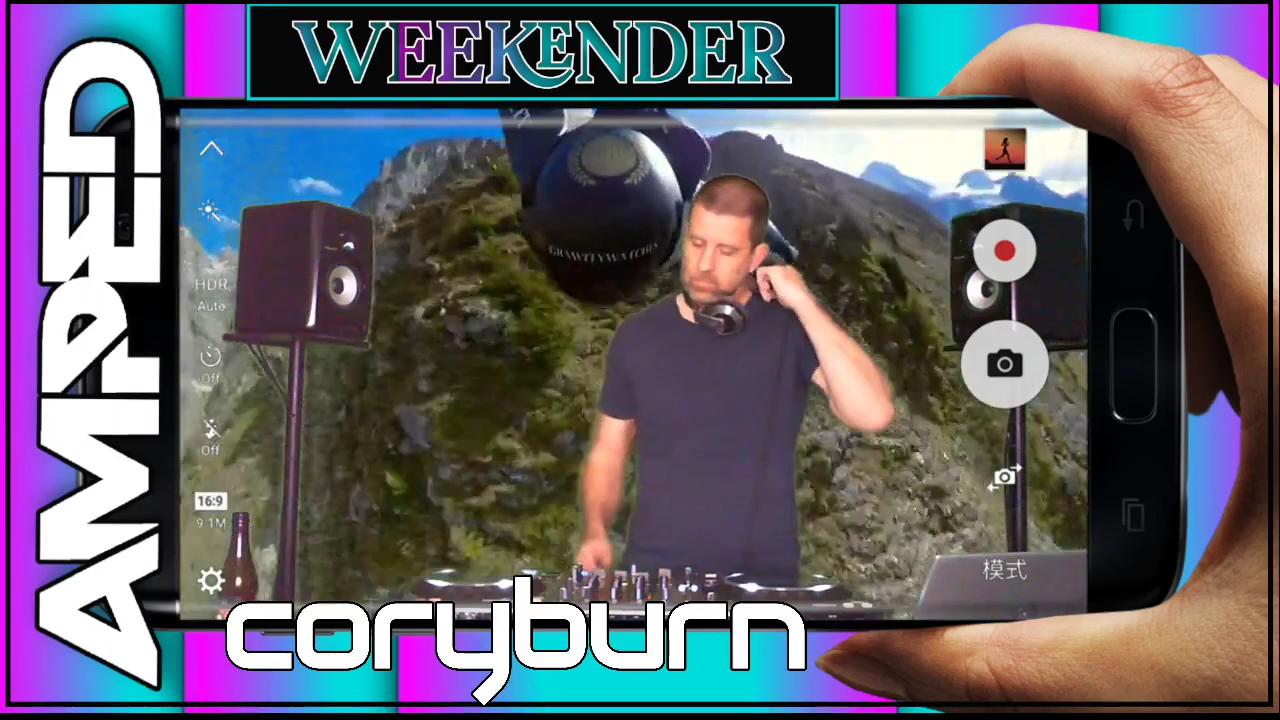 WEEKENDER
AMPED
GRAVITYWATCHES
HDR
Auto
Off
Off
16:9
9.1M
模式
coryburn